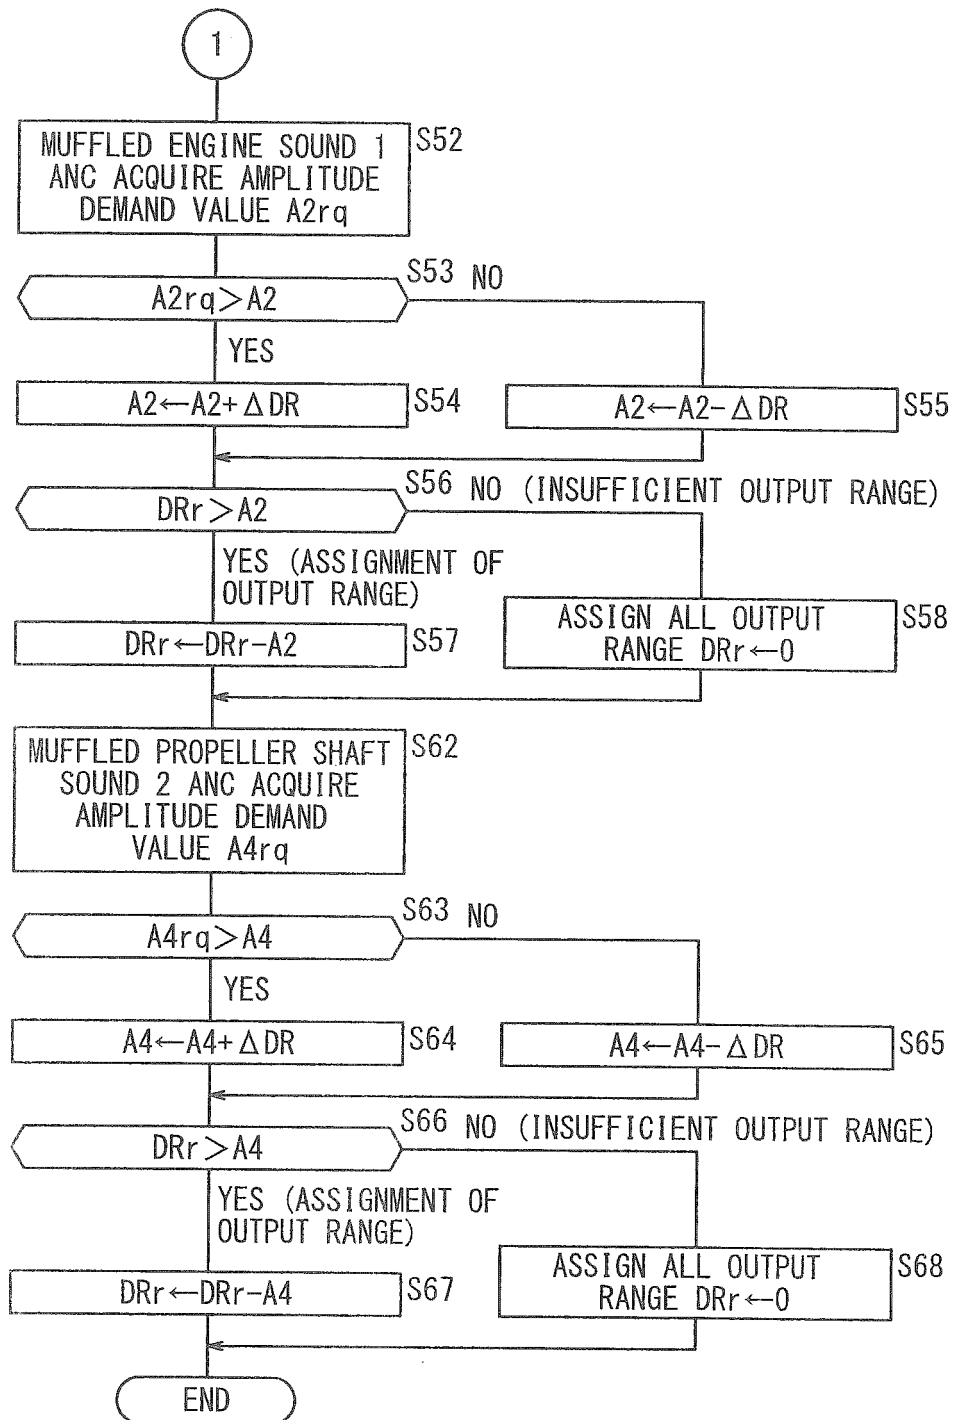 1
MUFFLED ENGINE SOUND 1
ANC ACQUIRE AMPLITUDE
DEMAND VALUE A2rq
S52
A2rq>A2
S53
NO
YES
A2←A2+ΔDR
S54
A2←A2-ΔDR
S55
DRr>A2
S56
NO (INSUFFICIENT OUTPUT RANGE)
YES (ASSIGNMENT OF
OUTPUT RANGE)
DRr←DRr-A2
S57
ASSIGN ALL OUTPUT
RANGE DRr←0
S58
MUFFLED PROPELLER SHAFT
SOUND 2 ANC ACQUIRE
AMPLITUDE DEMAND
VALUE A4rq
S62
A4rq>A4
S63
NO
YES
A4←A4+ΔDR
S64
A4←A4-ΔDR
S65
DRr>A4
S66
NO (INSUFFICIENT OUTPUT RANGE)
YES (ASSIGNMENT OF
OUTPUT RANGE)
DRr←DRr-A4
S67
ASSIGN ALL OUTPUT
RANGE DRr←0
S68
END